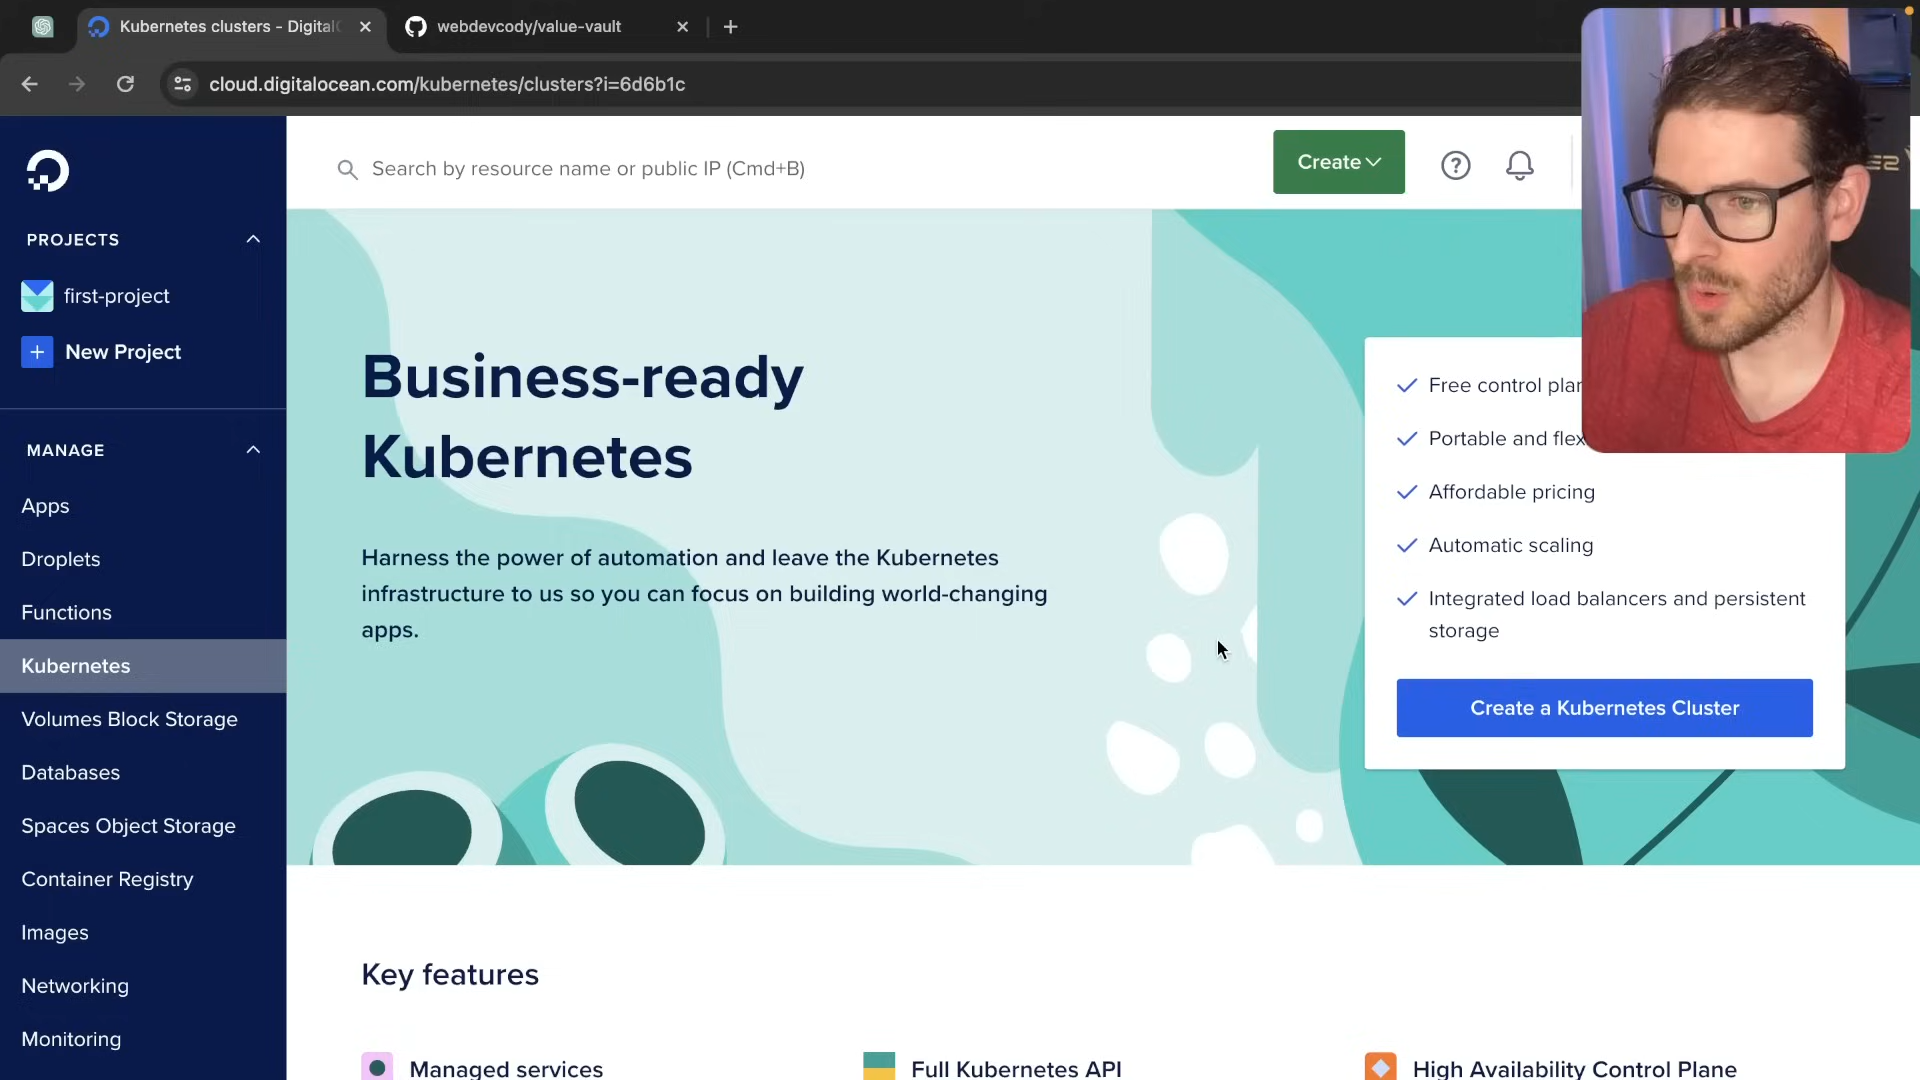 Kubernetes clusters - Digital
webdevcody/value-vault
cloud.digitalocean.com/kubernetes/clusters?i=6d6b1c
Search by resource name or public IP (Cmd+B)
Create
PROJECTS
first-project
New Project
MANAGE
Apps
Droplets
Functions
Kubernetes
Volumes Block Storage
Databases
Spaces Object Storage
Container Registry
Images
Networking
Monitoring
Business-ready
Kubernetes
Harness the power of automation and leave the Kubernetes
infrastructure to us so you can focus on building world-changing
apps.
Free control
Portable and
Affordable pricing
Automatic scaling
Integrated load balancers and persistent
storage
Create a Kubernetes Cluster
Key features
Managed services
Full Kubernetes API
High Availability Control Plane